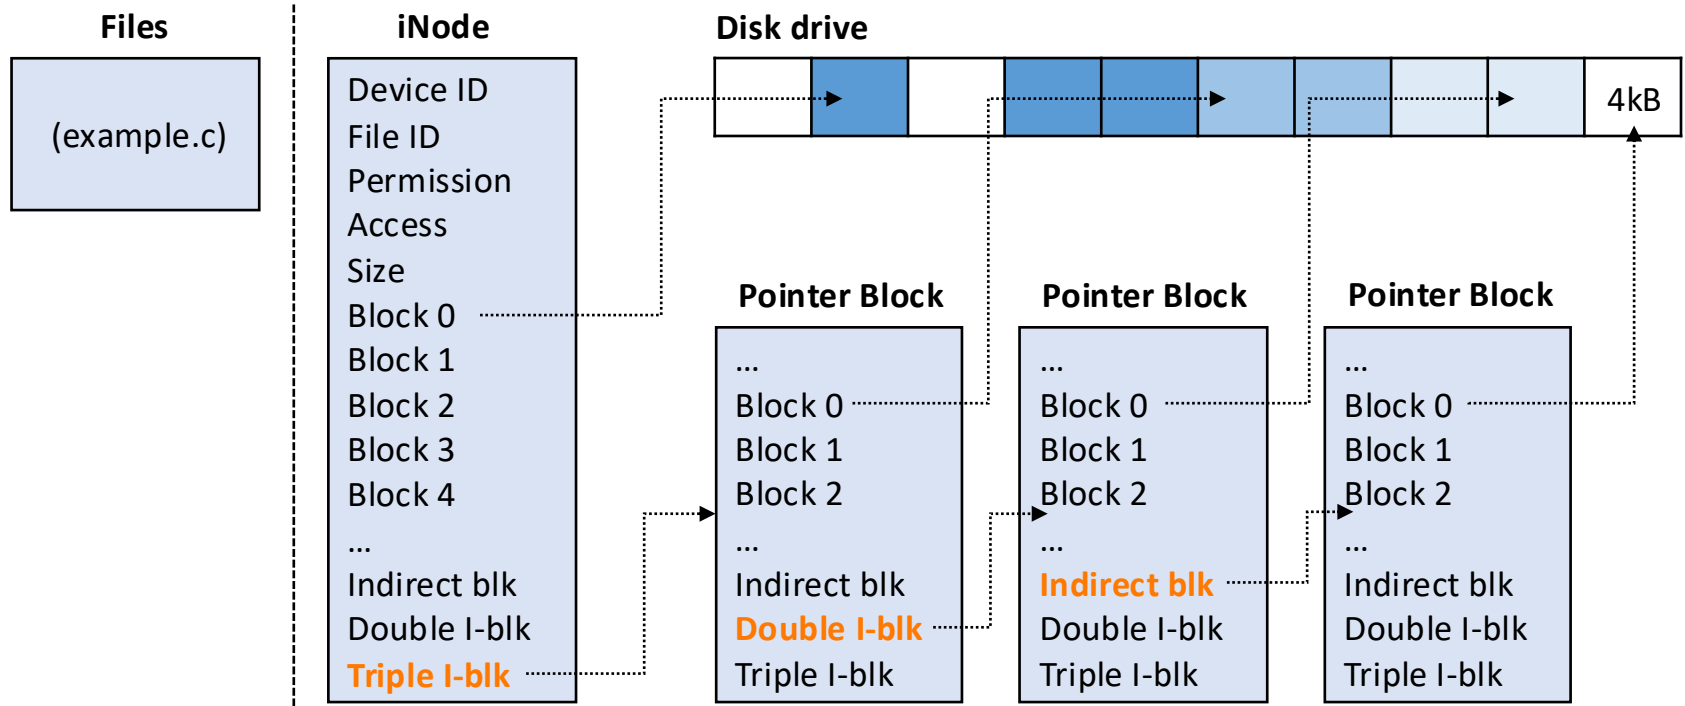 Files
(example.c)
iNode
Device ID
File ID
Permission
Access
Size
Block 0
Block 1
Block 2
Block 3
Block 4
...
Indirect blk
Double I-blk
Triple I-blk
Disk drive
4kB
Pointer Block
...
Block 0
Block 1
Block 2
...
Indirect blk
Double I-blk
Triple I-blk
Pointer Block
...
Block 0
Block 1
Block 2
...
Indirect blk
Double I-blk
Triple I-blk
Pointer Block
...
Block 0
Block 1
Block 2
...
Indirect blk
Double I-blk
Triple I-blk